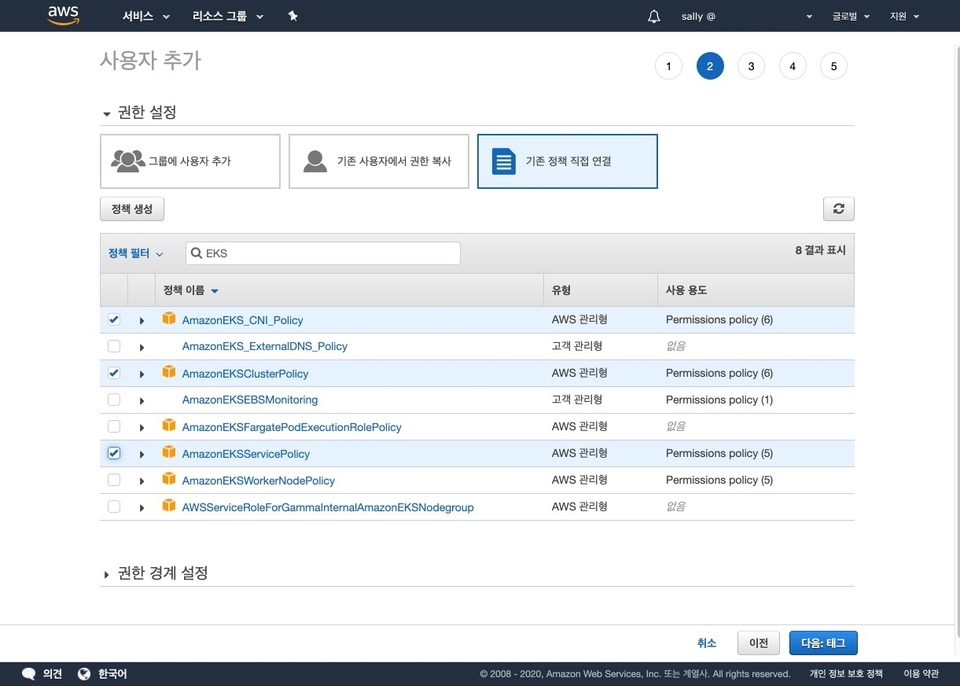 aws 서비스 리소스 그룹 sally @ 글로벌 지원
사용자 추가 1 2 3 4 5
권한 설정
그룹에 사용자 추가 기존 사용자에서 권한 복사 기존 정책 직접 연결
정책 생성
정책 필터 EKS 8 결과 표시
정책 이름 유형 사용 용도
AmazonEKS_CNI_Policy AWS 관리형 Permissions policy (6)
AmazonEKS_ExternalDNS_Policy 고객 관리형 없음
AmazonEKSClusterPolicy AWS 관리형 Permissions policy (6)
AmazonEKSEBSMonitoring 고객 관리형 Permissions policy (1)
AmazonEKSFargatePodExecutionRolePolicy AWS 관리형 없음
AmazonEKSServicePolicy AWS 관리형 Permissions policy (5)
AmazonEKSWorkerNodePolicy AWS 관리형 Permissions policy (5)
AWSServiceRoleForGammaInternalAmazonEKSNodegroup AWS 관리형 없음
권한 경계 설정
취소 이전 다음: 태그
의견 한국어 © 2008 - 2020, Amazon Web Services, Inc. 또는 계열사. All rights reserved. 개인 정보 보호 정책 이용 약관